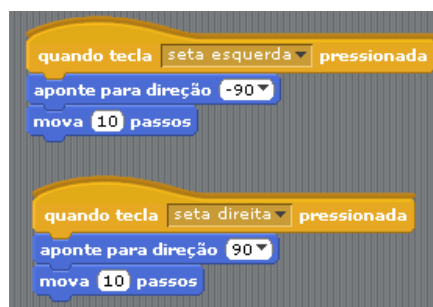 quando tecla seta esquerda pressionada
aponte para direção -90
mova 10 passos
quando tecla seta direita pressionada
aponte para direção 90
mova 10 passos